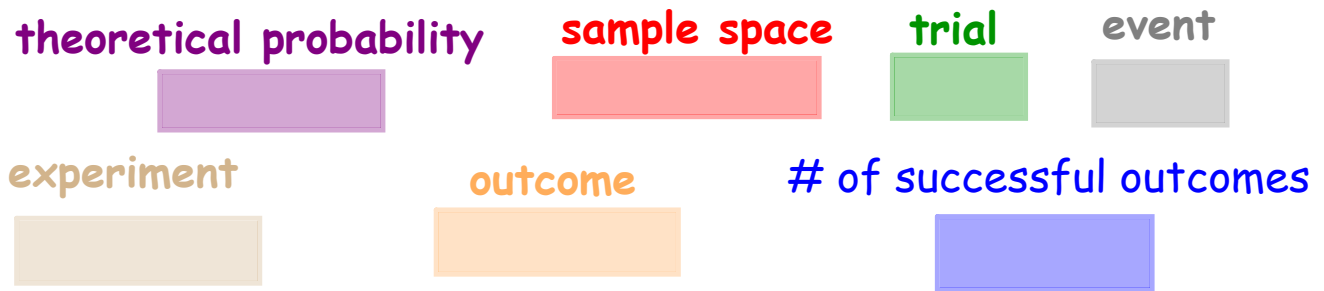 theoretical probability
sample space
trial
event
experiment
outcome
# of successful outcomes